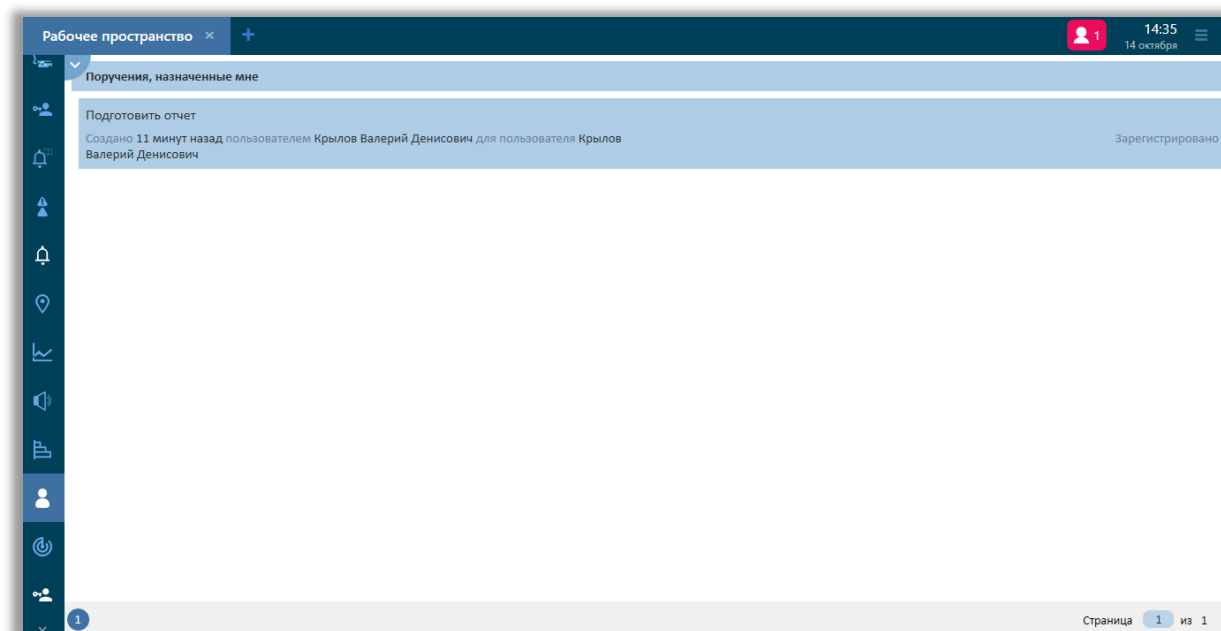 Рабочее пространство
1
14:35
14 октября
Поручения, назначенные мне
Подготовить отчет
Создано 11 минут назад пользователем Крылов Валерий Денисович для пользователя Крылов
Валерий Денисович
Зарегистрировано
1
Страница 1 из 1